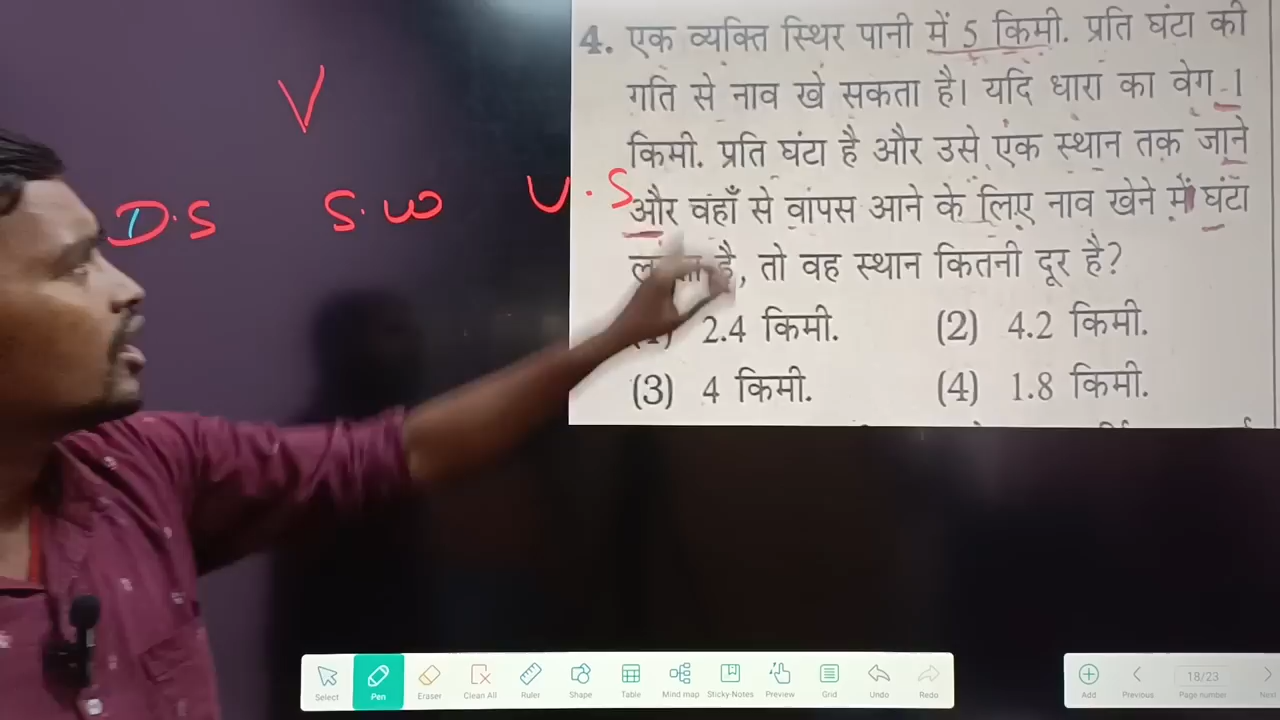 4. एक व्यक्ति स्थिर पानी में 5 किमी. प्रति घंटा की
गति से नाव खे सकता है। यदि धारा का वेग 1
किमी. प्रति घंटा है और उसे एक स्थान तक जाने
और वहाँ से वापस आने के लिए नाव खेने में घंटा
है, तो वह स्थान कितनी दूर है?
2.4 किमी. (2) 4.2 किमी.
(3) 4 किमी. (4) 1.8 किमी.
V
D.S S.W U.S
Select Pen Eraser Clean All Ruler Shape Table Mind map Sticky Notes Preview Grid Undo Redo
Add Previous 18/23 Page number Next